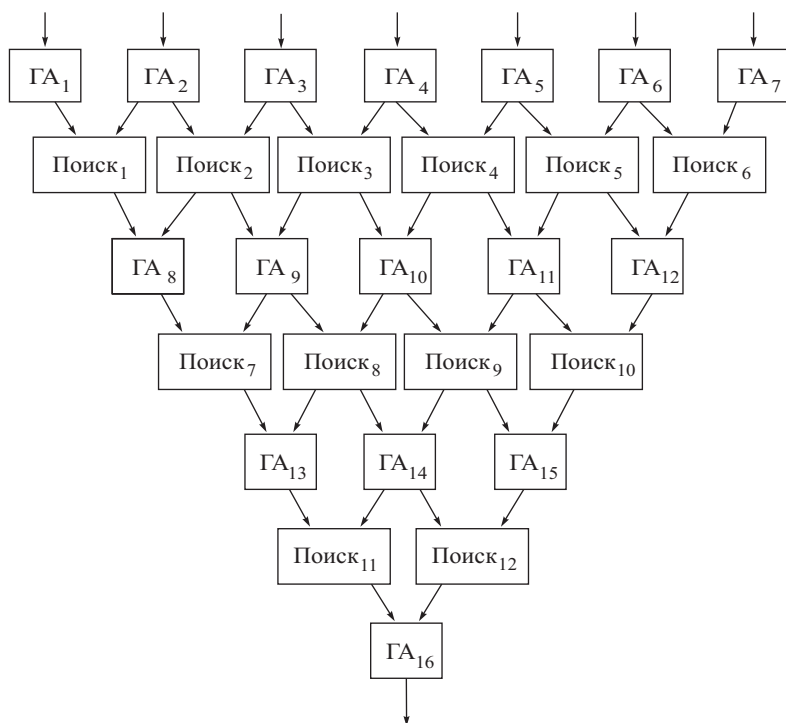 ГА1 ГА2 ГА3 ГА4 ГА5 ГА6 ГА7
Поиск1 Поиск2 Поиск3 Поиск4 Поиск5 Поиск6
ГА8 ГА9 ГА10 ГА11 ГА12
Поиск7 Поиск8 Поиск9 Поиск10
ГА13 ГА14 ГА15
Поиск11 Поиск12
ГА16